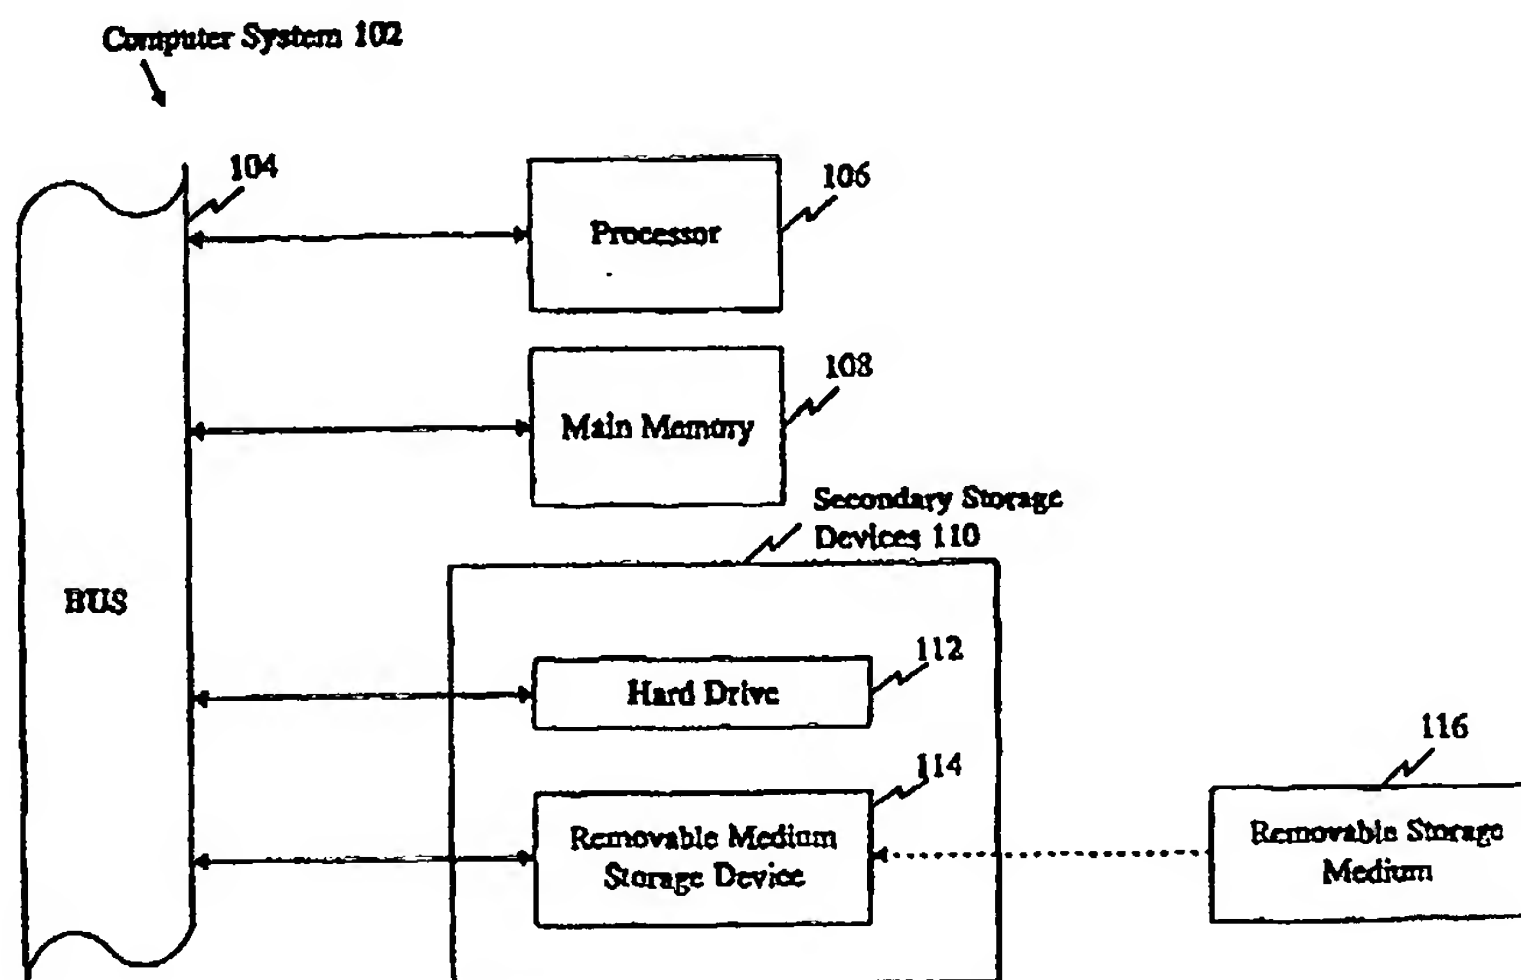 Computer System 102
104
Processor
106
Main Memory
108
Secondary Storage
Devices 110
BUS
Hard Drive
112
Removable Medium
Storage Device
114
116
Removable Storage
Medium